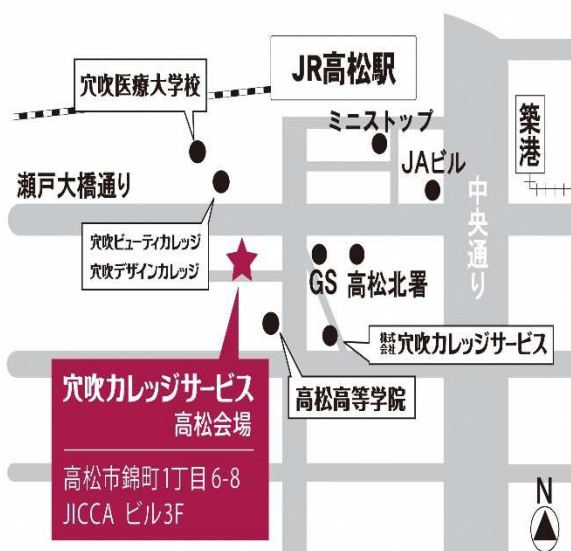 JR高松駅
穴吹医療大学校
ミニストップ
JAビル
築港
瀬戸大橋通り
中央通り
穴吹ビューティカレッジ
穴吹デザインカレッジ
GS 高松北署
株式会社穴吹カレッジサービス
高松高等学院
穴吹カレッジサービス
高松会場
高松市錦町1丁目6-8
JICCA ビル3F
N